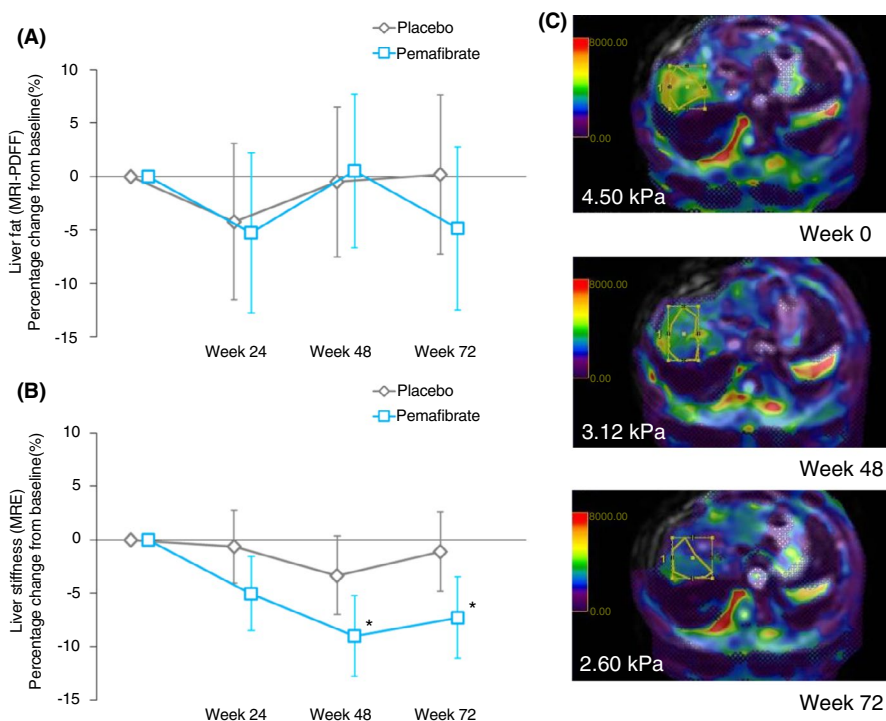 (A)
Placebo
Pemafibrate
Liver fat (MRI-PDFF)
Percentage change from baseline(%)
10
5
0
-5
-10
-15
Week 24
Week 48
Week 72
(B)
Placebo
Pemafibrate
Liver stiffness (MRE)
Percentage change from baseline(%)
10
5
0
-5
-10
-15
*
*
Week 24
Week 48
Week 72
(C)
8000.00
0.00
1
4.50 kPa
Week 0
8000.00
0.00
1
3.12 kPa
Week 48
8000.00
0.00
1
2.60 kPa
Week 72